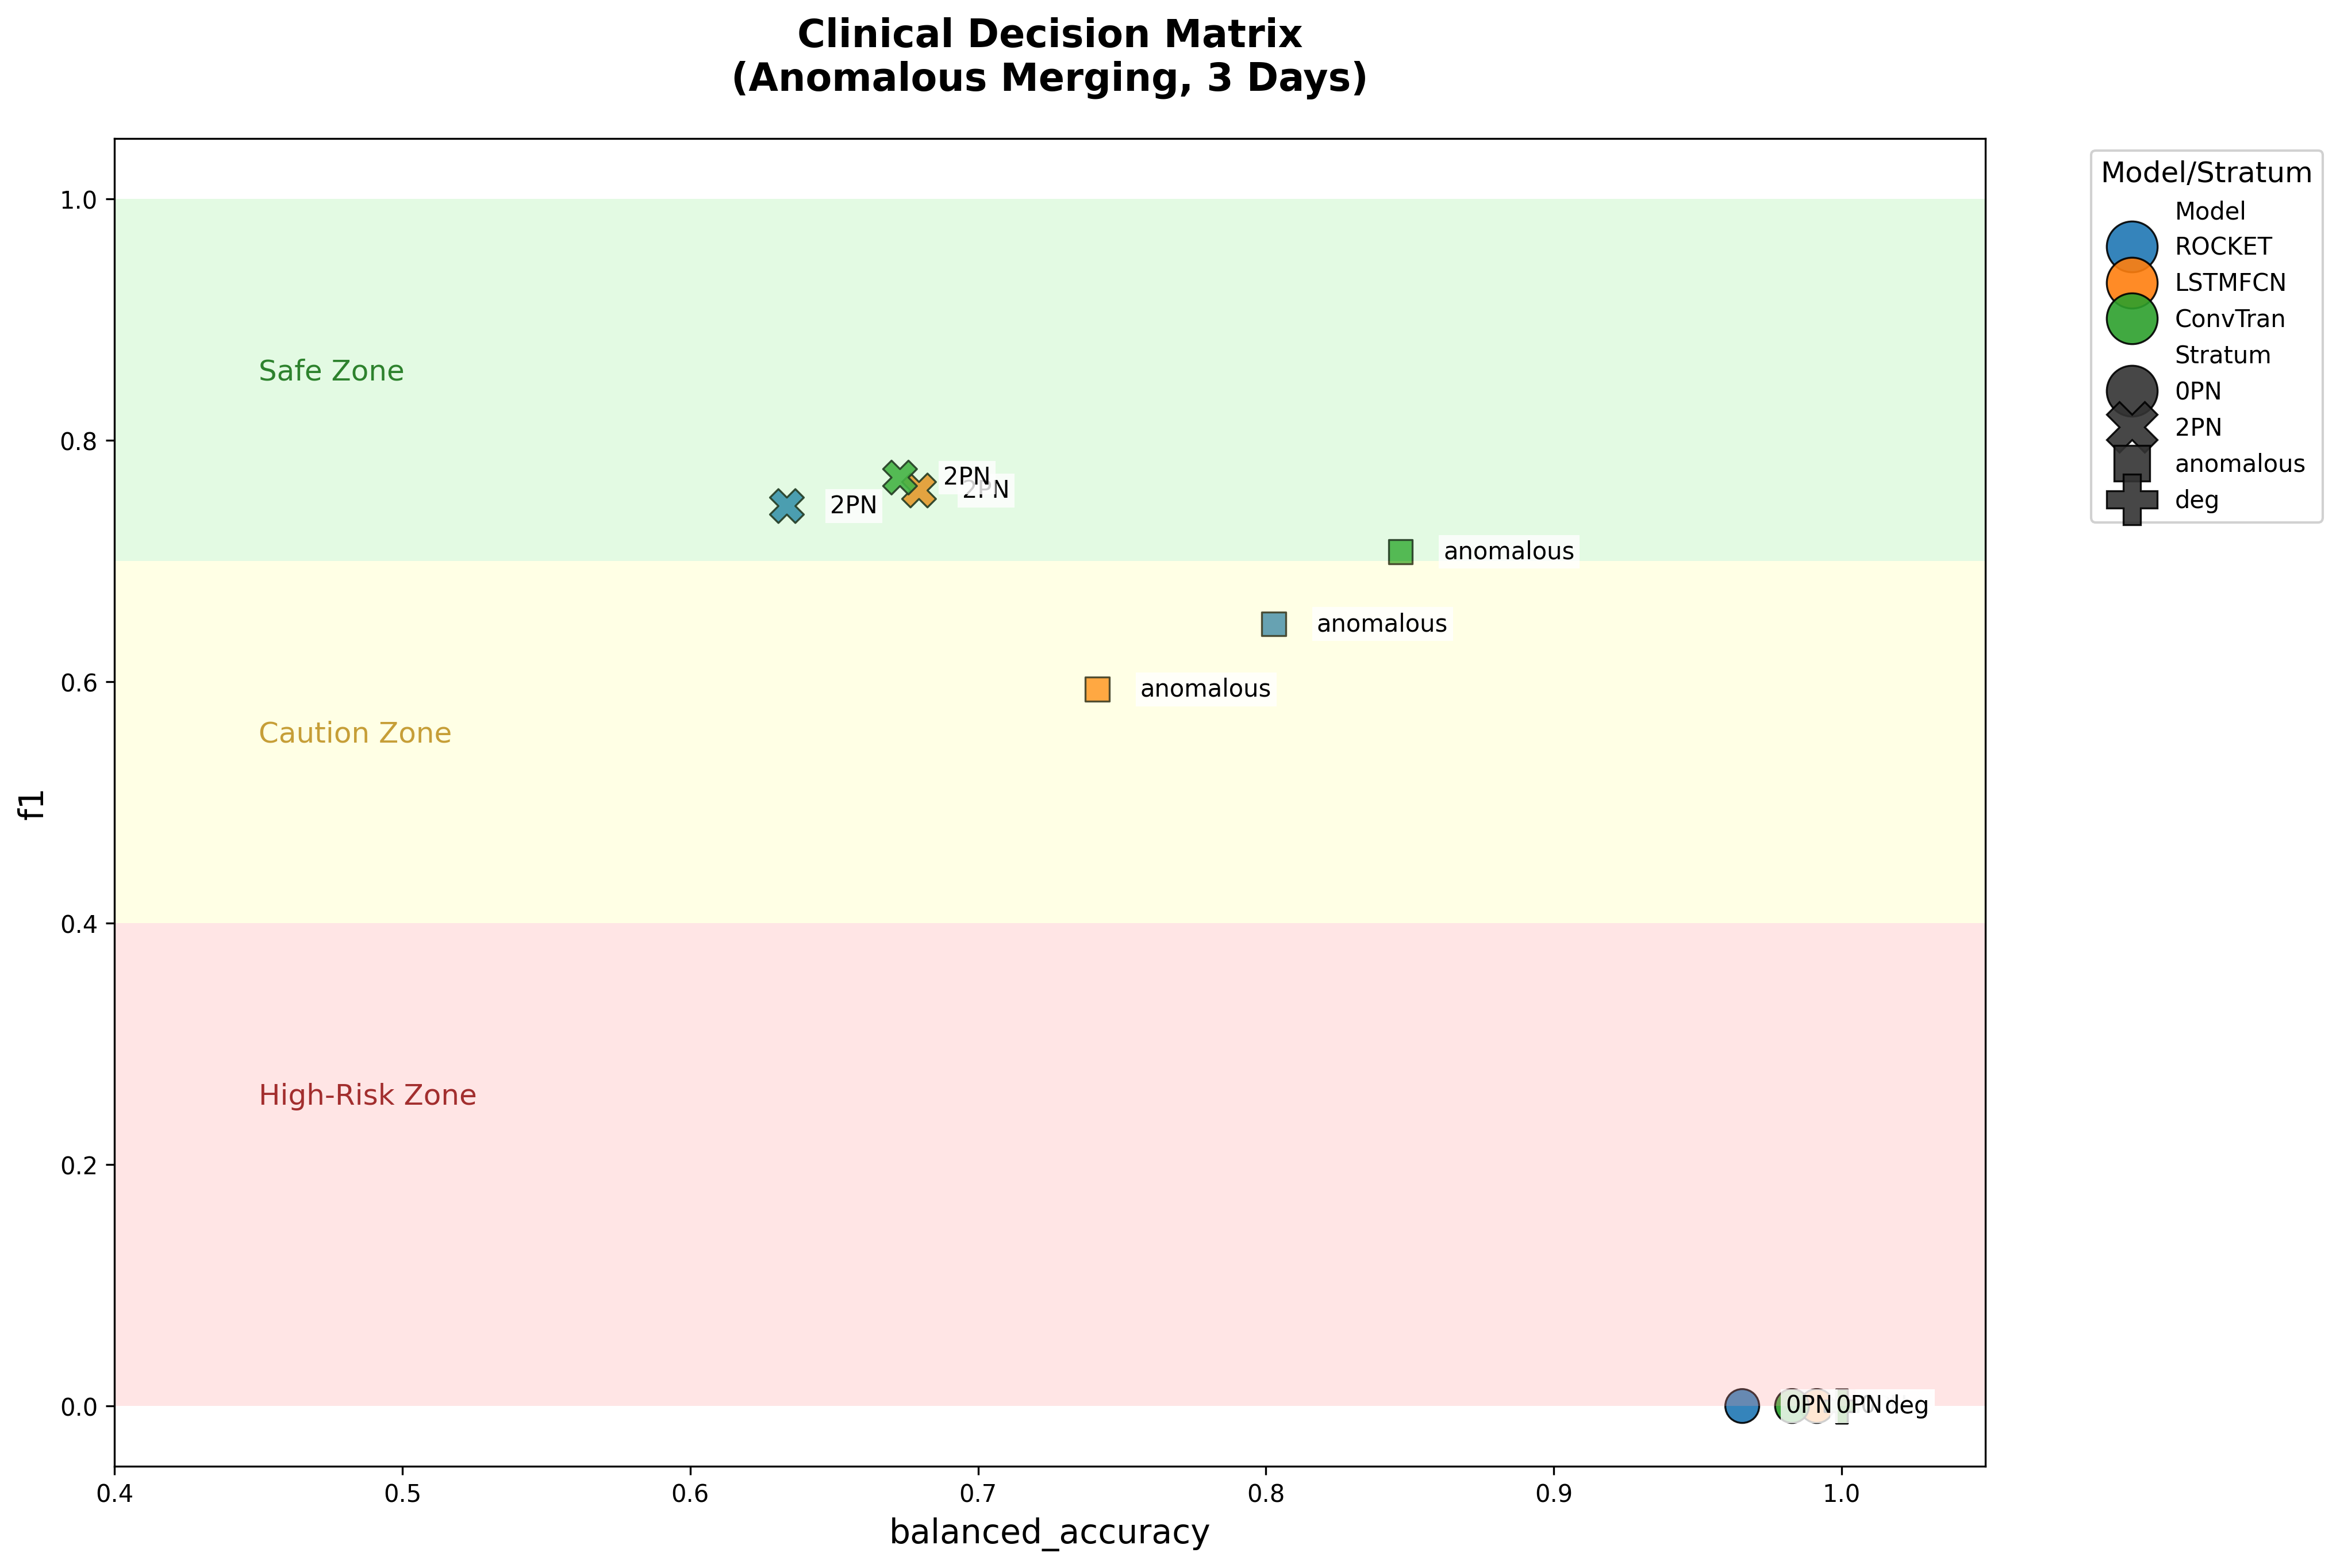 Clinical Decision Matrix
(Anomalous Merging, 3 Days)
Model/Stratum
Model
ROCKET
LSTMFCN
ConvTran
Stratum
0PN
2PN
anomalous
deg
f1
1.0
0.8
0.6
0.4
0.2
0.0
Safe Zone
Caution Zone
High-Risk Zone
2PN
2PN
2PN
anomalous
anomalous
anomalous
0PN
0PN
deg
0.4
0.5
0.6
0.7
0.8
0.9
1.0
balanced_accuracy